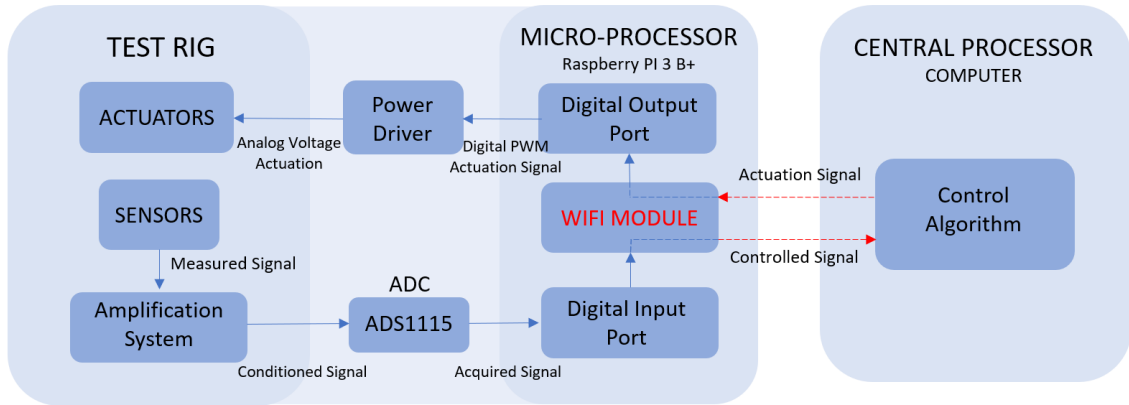 TEST RIG
ACTUATORS
Analog Voltage
Actuation
Power
Driver
Digital PWM
Actuation Signal
SENSORS
Measured Signal
Amplification
System
Conditioned Signal
ADC
ADS1115
Acquired Signal
MICRO-PROCESSOR
Raspberry PI 3 B+
Digital Output
Port
WIFI MODULE
Digital Input
Port
Actuation Signal
Controlled Signal
CENTRAL PROCESSOR
COMPUTER
Control
Algorithm